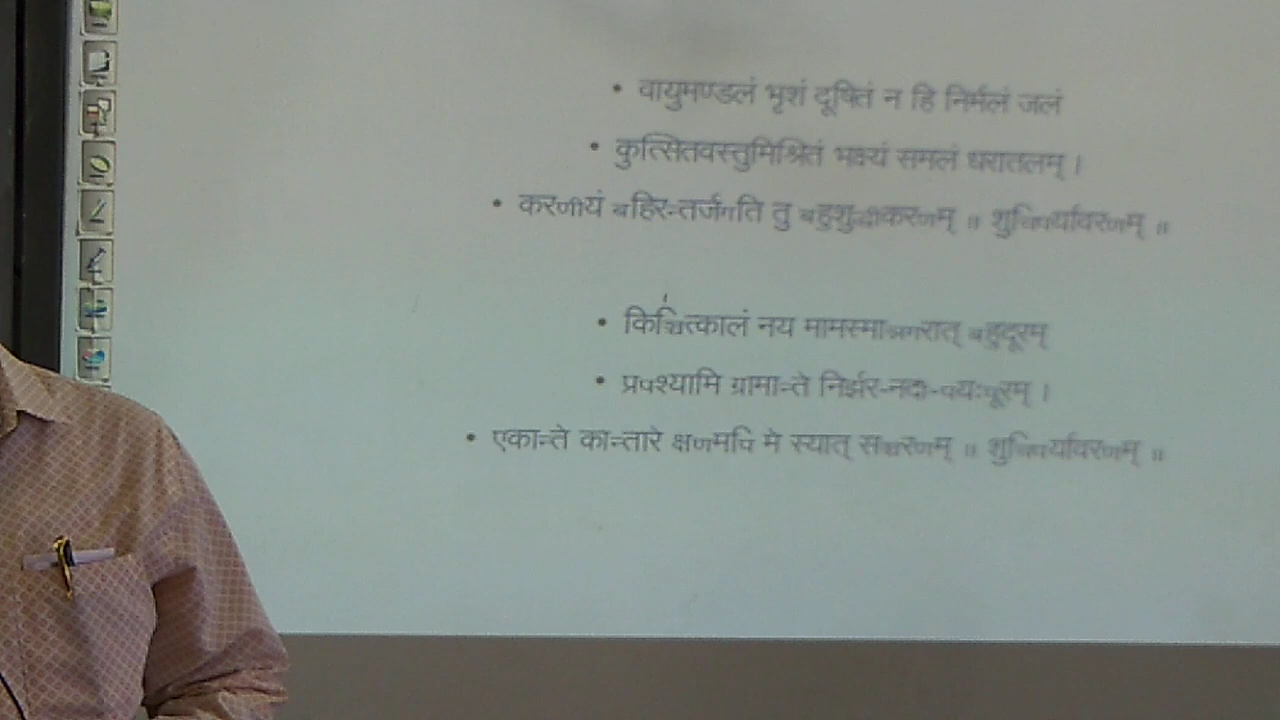 • वायुमण्डलं भृशं दूषितं न हि निर्मलं जलं
• कुत्सितवस्तुमिश्रितं भक्ष्यं समलं धरातलम् ।
• करणीयं बहिरन्तर्जगति तु बहुशुद्धीकरणम् ॥ शुचिपर्यावरणम् ॥
• किञ्चित्कालं नय मामस्मान्नगरात् बहुदूरम्
• प्रपश्यामि ग्रामान्ते निर्झर-नदी-पयःपूरम् ।
• एकान्ते कान्तारे क्षणमपि मे स्यात् सञ्चरणम् ॥ शुचिपर्यावरणम् ॥